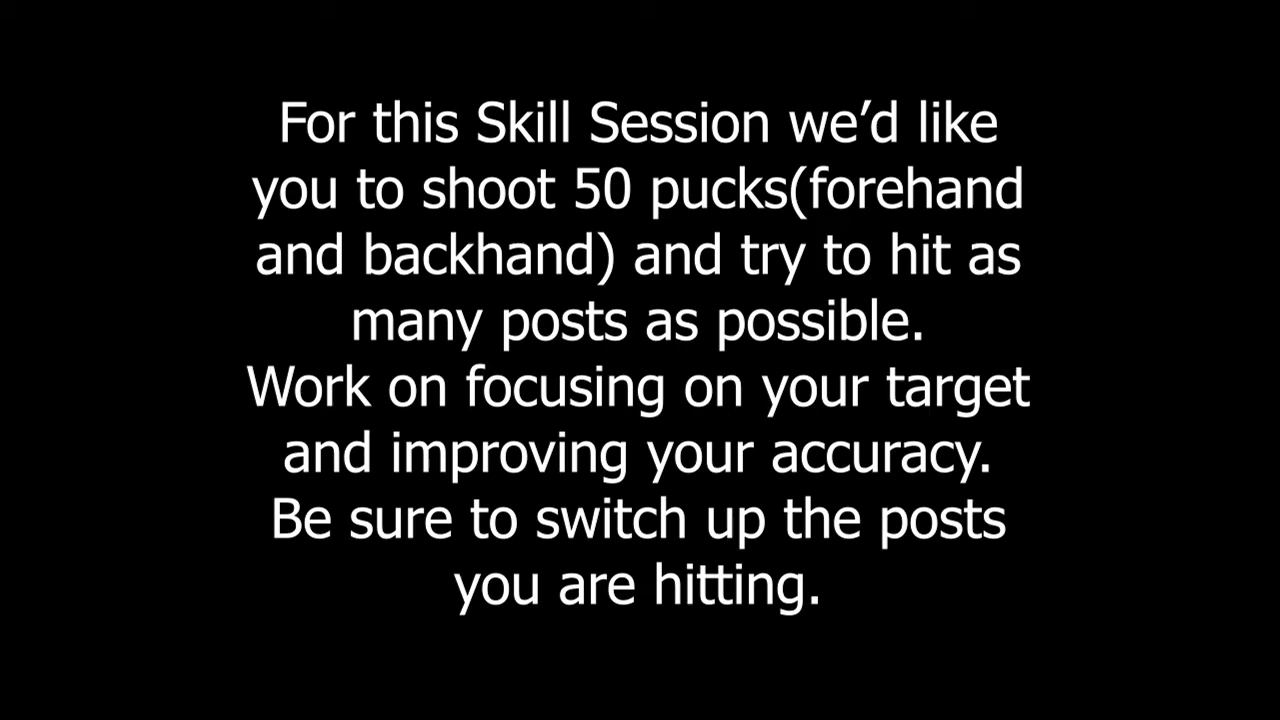 For this Skill Session we’d like
you to shoot 50 pucks(forehand
and backhand) and try to hit as
many posts as possible.
Work on focusing on your target
and improving your accuracy.
Be sure to switch up the posts
you are hitting.